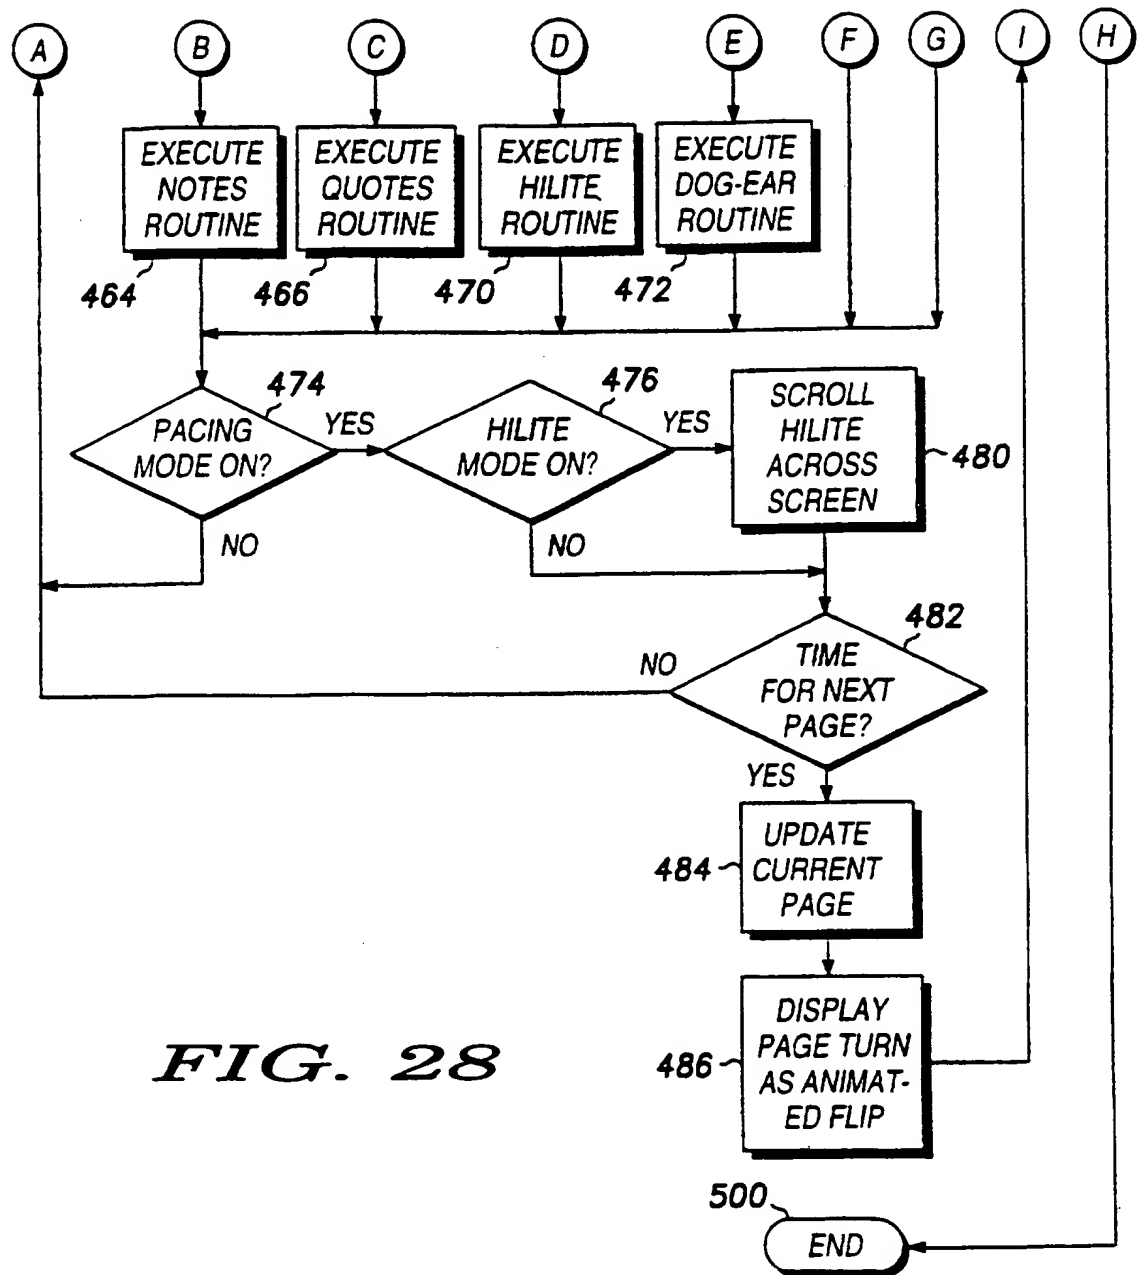 A
B
C
D
E
F
G
I
H
EXECUTE
NOTES
ROUTINE
464
EXECUTE
QUOTES
ROUTINE
466
EXECUTE
HILITE
ROUTINE
470
EXECUTE
DOG-EAR
ROUTINE
472
PACING
MODE ON?
474
YES
NO
HILITE
MODE ON?
476
YES
NO
SCROLL
HILITE
ACROSS
SCREEN
480
TIME
FOR NEXT
PAGE?
482
NO
YES
UPDATE
CURRENT
PAGE
484
DISPLAY
PAGE TURN
AS ANIMAT-
ED FLIP
486
FIG. 28
500
END